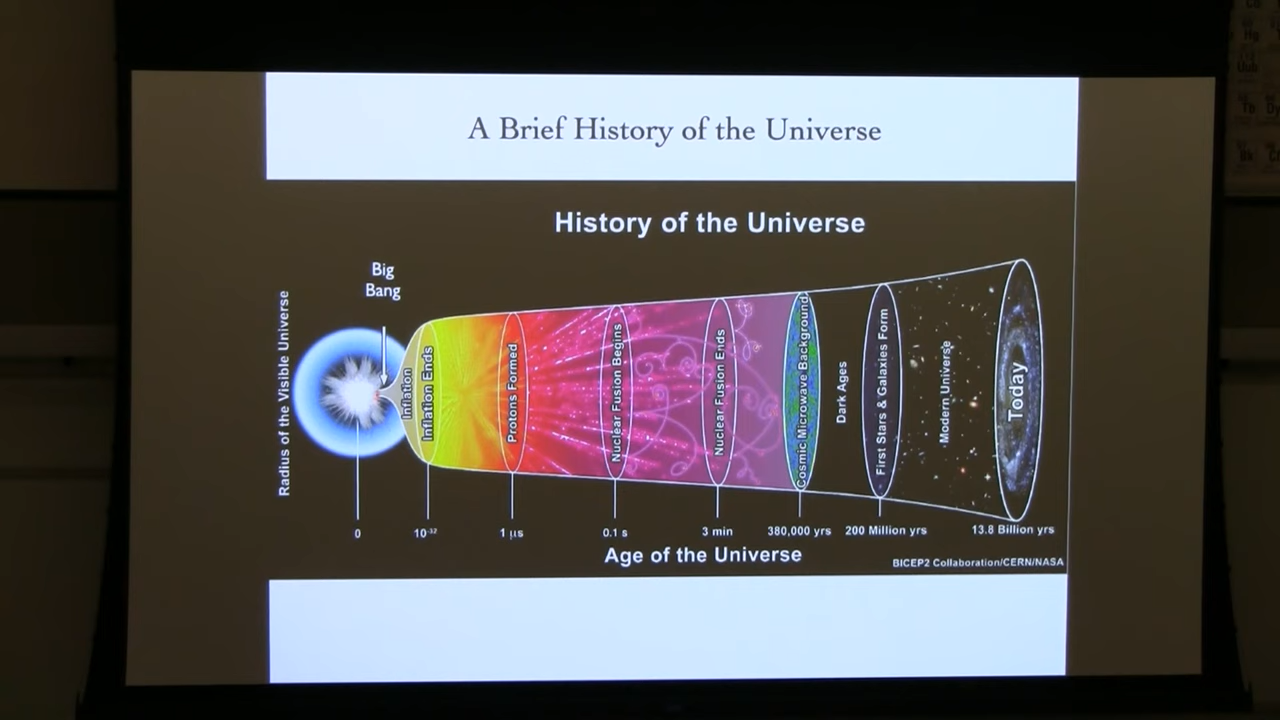 A Brief History of the Universe
History of the Universe
Big
Bang
Radius of the Visible Universe
Inflation
Inflation Ends
Protons Formed
Nuclear Fusion Begins
Nuclear Fusion Ends
Cosmic Microwave Background
Dark Ages
First Stars & Galaxies Form
Modern Universe
Today
0
10⁻³²
1 µs
0.1 s
3 min
380,000 yrs
200 Million yrs
13.8 Billion yrs
Age of the Universe
BICEP2 Collaboration/CERN/NASA
Hg
Uub
Tb